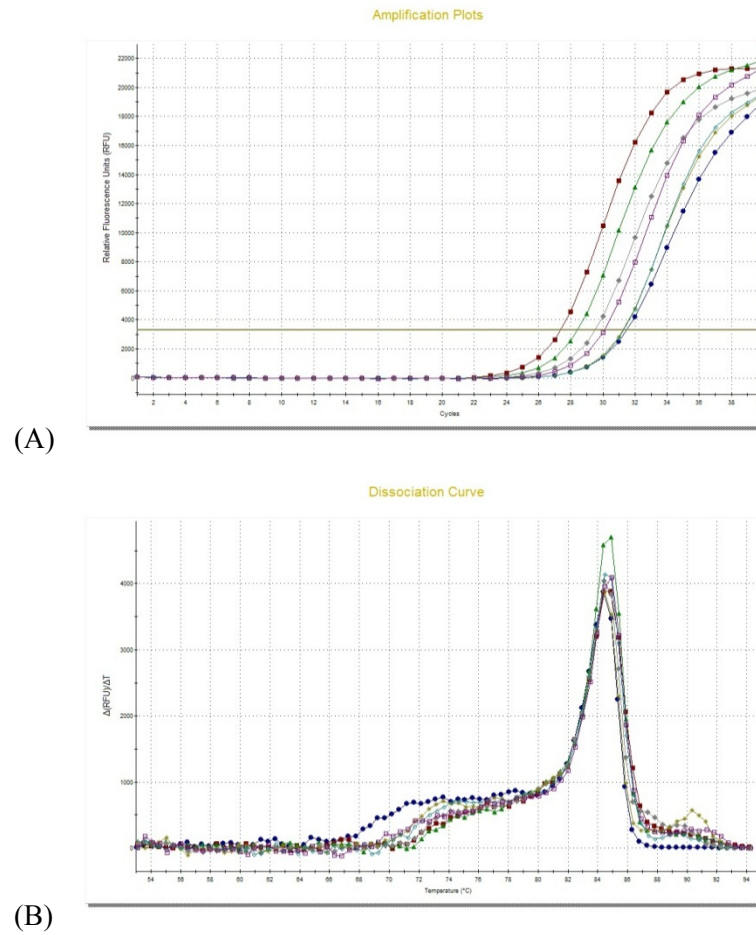 Amplification Plots
Relative Fluorescence Units (RFU)
22000
20000
18000
16000
14000
12000
10000
8000
6000
4000
2000
0
2 4 6 8 10 12 14 16 18 20 22 24 26 28 30 32 34 36 38
Cycles
(A)
Dissociation Curve
Δ(RFU)/ΔT
4000
3000
2000
1000
0
54 56 58 60 62 64 66 68 70 72 74 76 78 80 82 84 86 88 90 92 94
Temperature (°C)
(B)